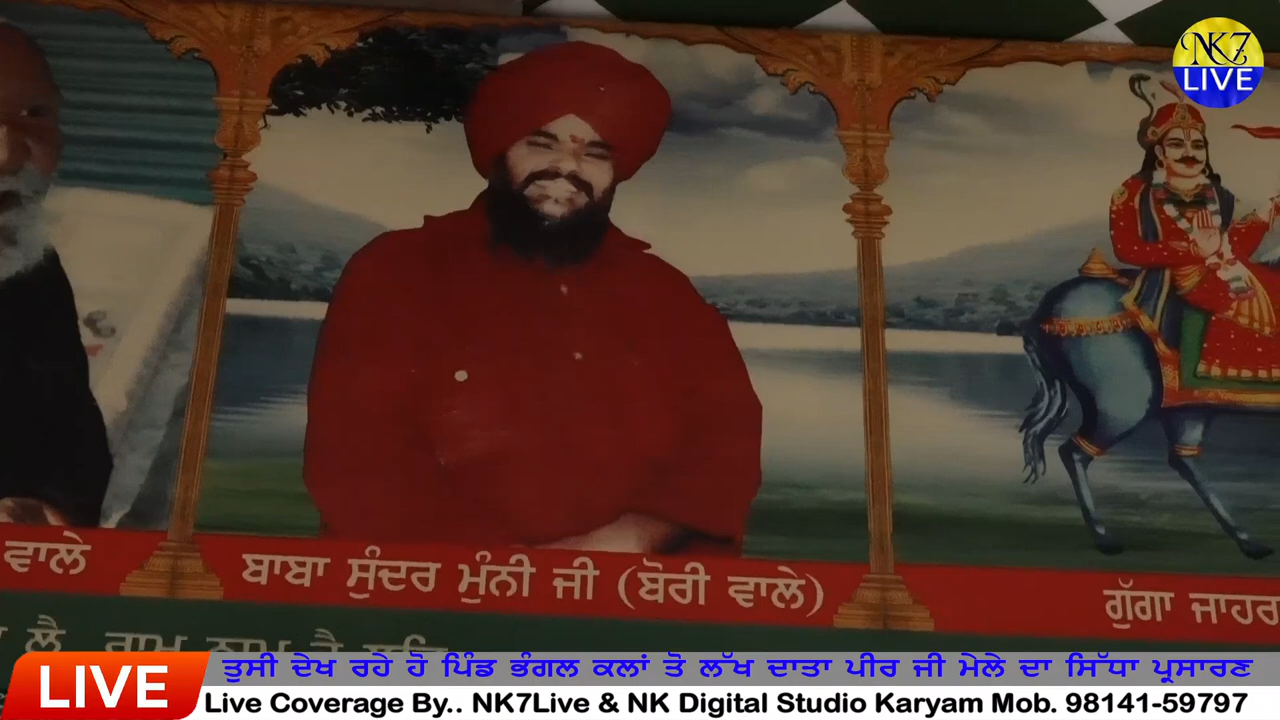 NK7
LIVE
ਵਾਲੇ
ਬਾਬਾ ਸੁੰਦਰ ਮੁੰਨੀ ਜੀ (ਬੋਰੀ ਵਾਲੇ)
ਗੁੱਗਾ ਜਾਹਰ
LIVE
ਤੁਸੀ ਦੇਖ ਰਹੇ ਹੋ ਪਿੰਡ ਭੰਗਲ ਕਲਾਂ ਤੋ ਲੱਖ ਦਾਤਾ ਪੀਰ ਜੀ ਮੇਲੇ ਦਾ ਸਿੱਧਾ ਪ੍ਰਸਾਰਣ
Live Coverage By.. NK7Live & NK Digital Studio Karyam Mob. 98141-59797